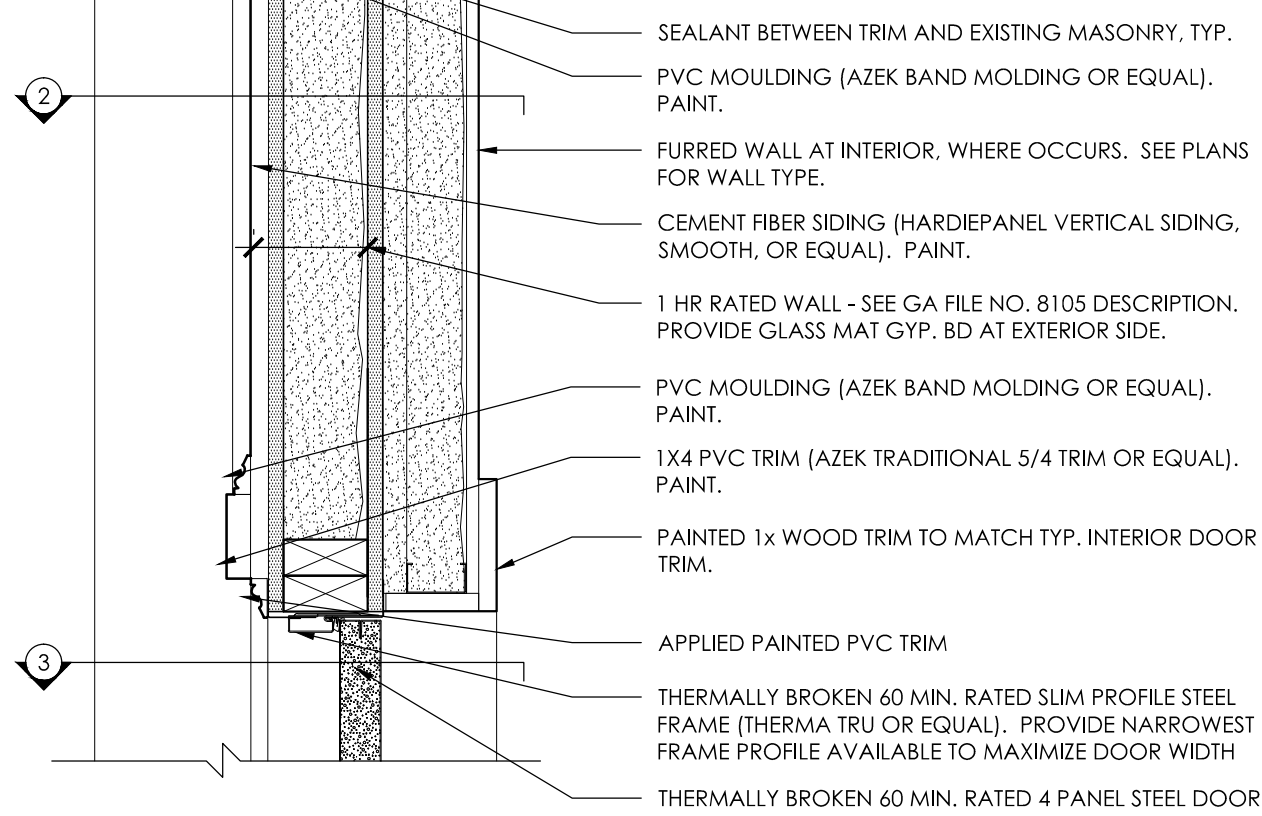 SEALANT BETWEEN TRIM AND EXISTING MASONRY, TYP.
PVC MOULDING (AZEK BAND MOLDING OR EQUAL).
PAINT.
2
FURRED WALL AT INTERIOR, WHERE OCCURS. SEE PLANS
FOR WALL TYPE.
CEMENT FIBER SIDING (HARDIEPANEL VERTICAL SIDING,
SMOOTH, OR EQUAL). PAINT.
1 HR RATED WALL - SEE GA FILE NO. 8105 DESCRIPTION.
PROVIDE GLASS MAT GYP. BD AT EXTERIOR SIDE.
PVC MOULDING (AZEK BAND MOLDING OR EQUAL).
PAINT.
1X4 PVC TRIM (AZEK TRADITIONAL 5/4 TRIM OR EQUAL).
PAINT.
PAINTED 1x WOOD TRIM TO MATCH TYP. INTERIOR DOOR
TRIM.
APPLIED PAINTED PVC TRIM
3
THERMALLY BROKEN 60 MIN. RATED SLIM PROFILE STEEL
FRAME (THERMA TRU OR EQUAL). PROVIDE NARROWEST
FRAME PROFILE AVAILABLE TO MAXIMIZE DOOR WIDTH
THERMALLY BROKEN 60 MIN. RATED 4 PANEL STEEL DOOR